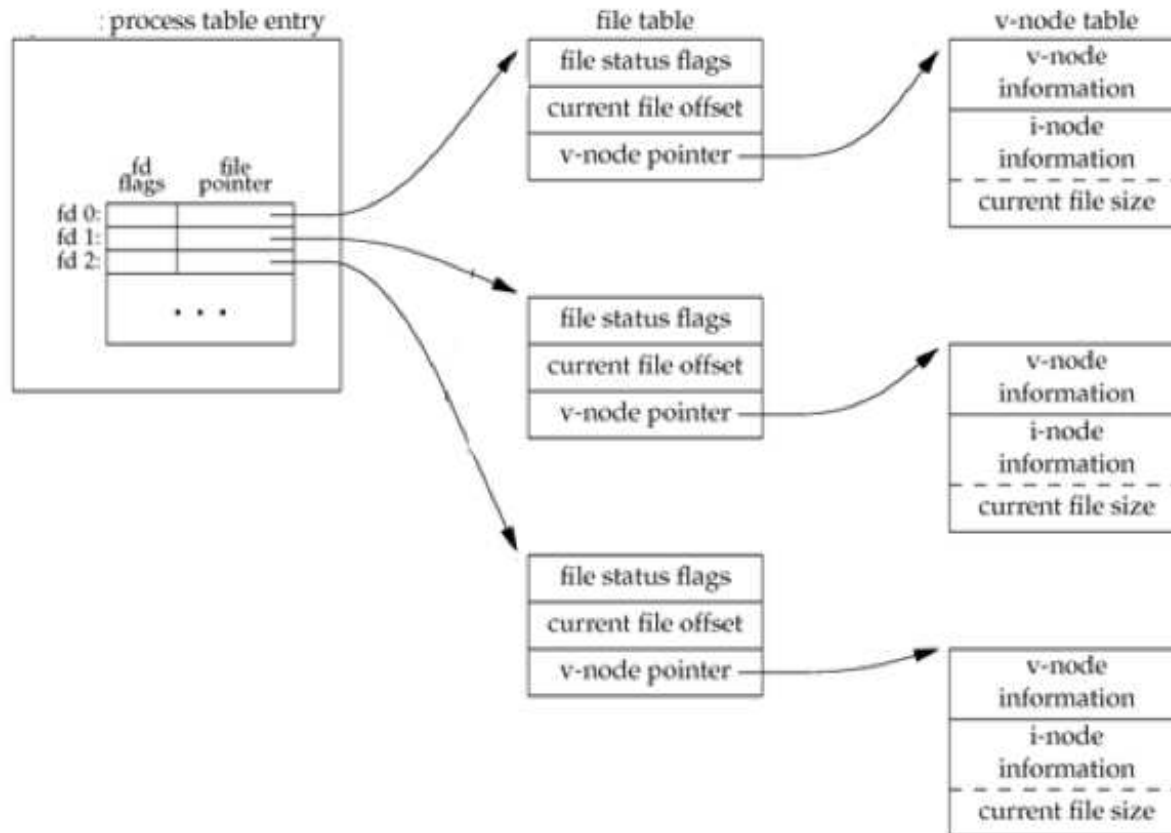 : process table entry
fd flags
file pointer
fd 0:
fd 1:
fd 2:
. . .
file table
file status flags
current file offset
v-node pointer
file status flags
current file offset
v-node pointer
file status flags
current file offset
v-node pointer
v-node table
v-node
information
i-node
information
current file size
v-node
information
i-node
information
current file size
v-node
information
i-node
information
current file size